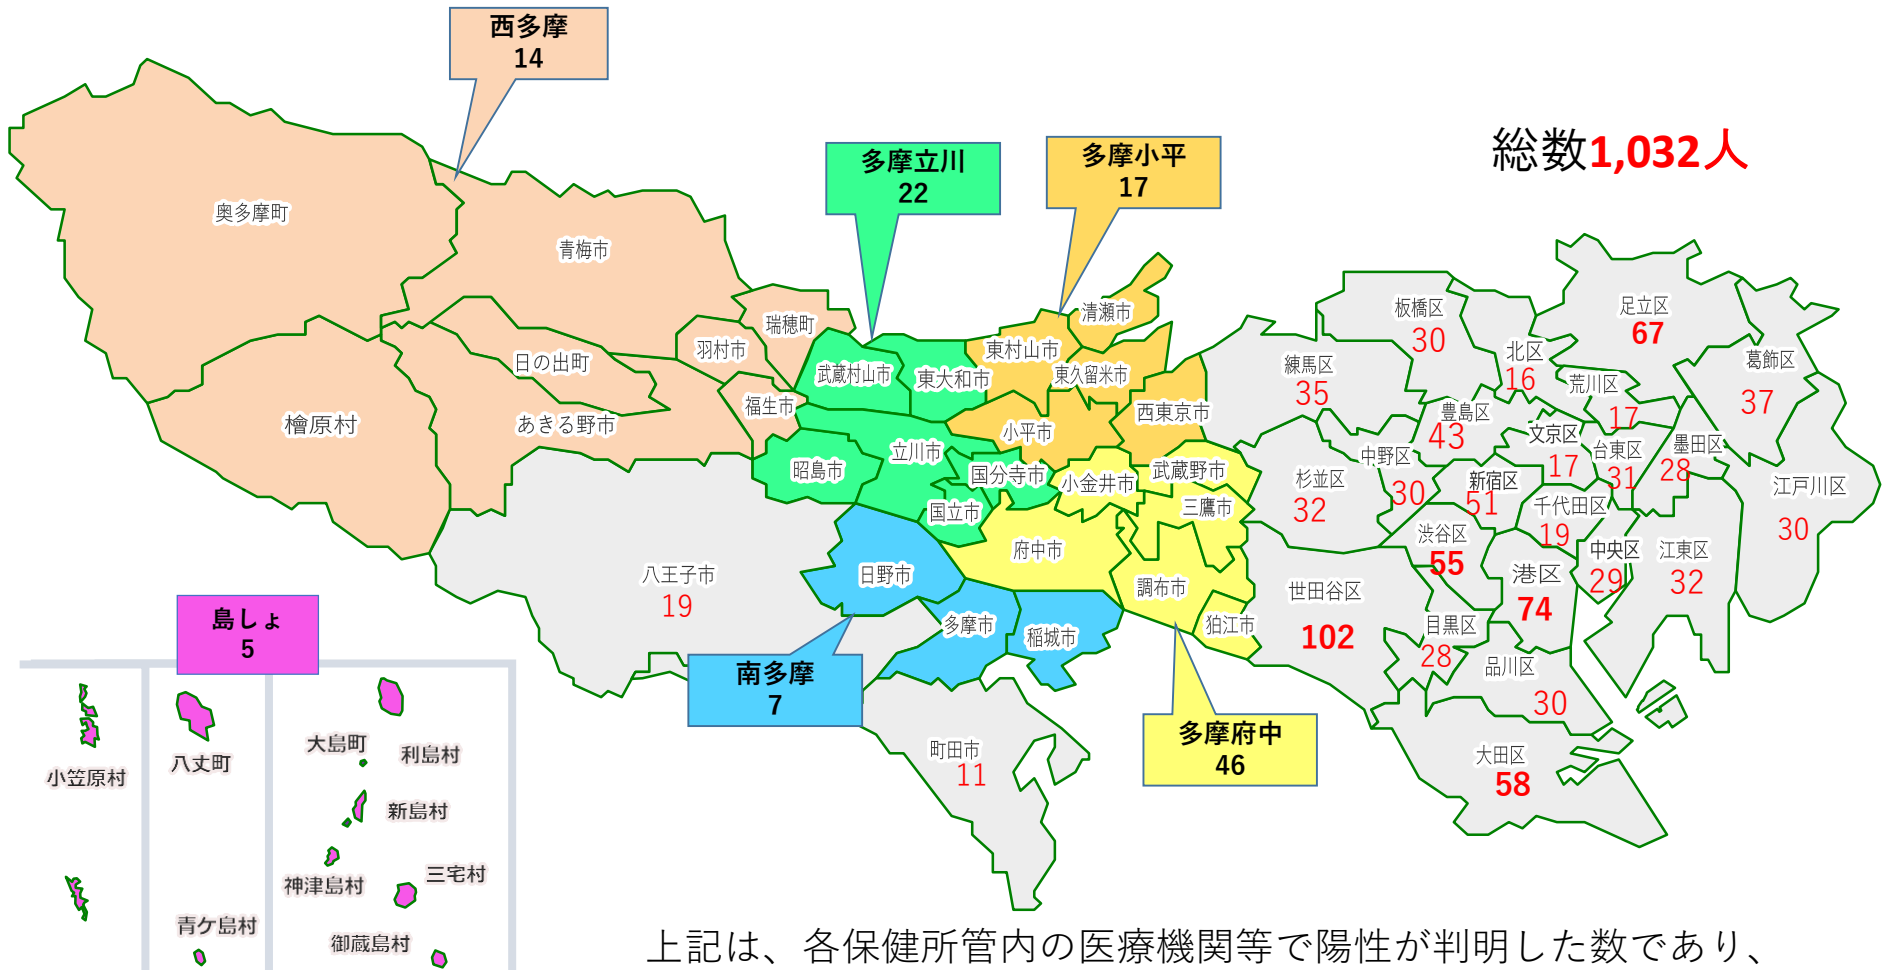 西多摩
14
多摩立川
22
多摩小平
17
総数1,032人
奥多摩町
青梅市
瑞穂町
羽村市
日の出町
福生市
あきる野市
檜原村
武蔵村山市
東大和市
昭島市
立川市
国分寺市
国立市
清瀬市
東村山市
東久留米市
小平市
西東京市
小金井市
武蔵野市
三鷹市
府中市
調布市
狛江市
八王子市
19
日野市
多摩市
稲城市
町田市
11
板橋区
30
練馬区
35
北区
16
足立区
67
葛飾区
37
荒川区
17
豊島区
43
文京区
17
台東区
31
墨田区
28
江戸川区
30
中野区
30
杉並区
32
新宿区
51
千代田区
19
渋谷区
55
中央区
29
江東区
32
港区
74
世田谷区
102
目黒区
28
品川区
30
大田区
58
島しょ
5
南多摩
7
多摩府中
46
小笠原村
八丈町
大島町
利島村
新島村
神津島村
三宅村
青ケ島村
御蔵島村
上記は、各保健所管内の医療機関等で陽性が判明した数であり、